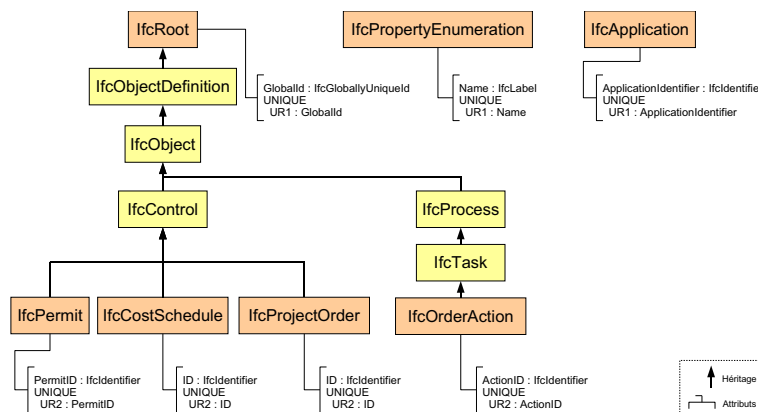 IfcRoot
IfcPropertyEnumeration
IfcApplication
IfcObjectDefinition
GlobalId : IfcGloballyUniqueId
UNIQUE
UR1 : GlobalId
Name : IfcLabel
UNIQUE
UR1 : Name
ApplicationIdentifier : IfcIdentifie
UNIQUE
UR1 : ApplicationIdentifier
IfcObject
IfcControl
IfcProcess
IfcTask
IfcPermit
IfcCostSchedule
IfcProjectOrder
IfcOrderAction
PermitID : IfcIdentifier
UNIQUE
UR2 : PermitID
ID : IfcIdentifier
UNIQUE
UR2 : ID
ID : IfcIdentifier
UNIQUE
UR2 : ID
ActionID : IfcIdentifier
UNIQUE
UR2 : ActionID
Héritage
Attributs